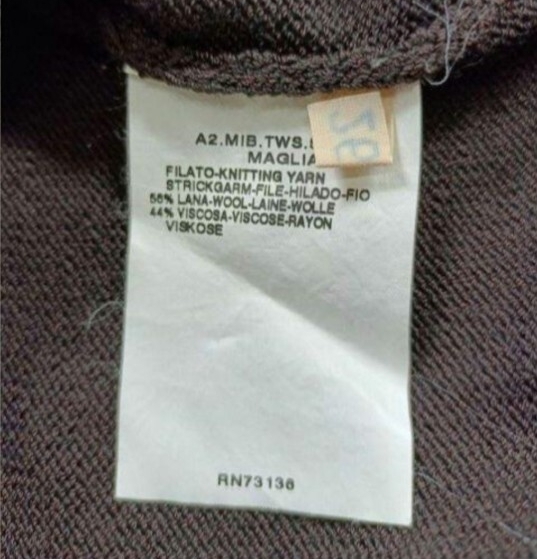 A2.MIB.TWS.
MAGLIA
FILATO-KNITTING YARN
STRICKGARM-FILE-HILADO-FIO
56% LANA-WOOL-LAINE-WOLLE
44% VISCOSA-VISCOSE-RAYON
VISKOSE
RN73136